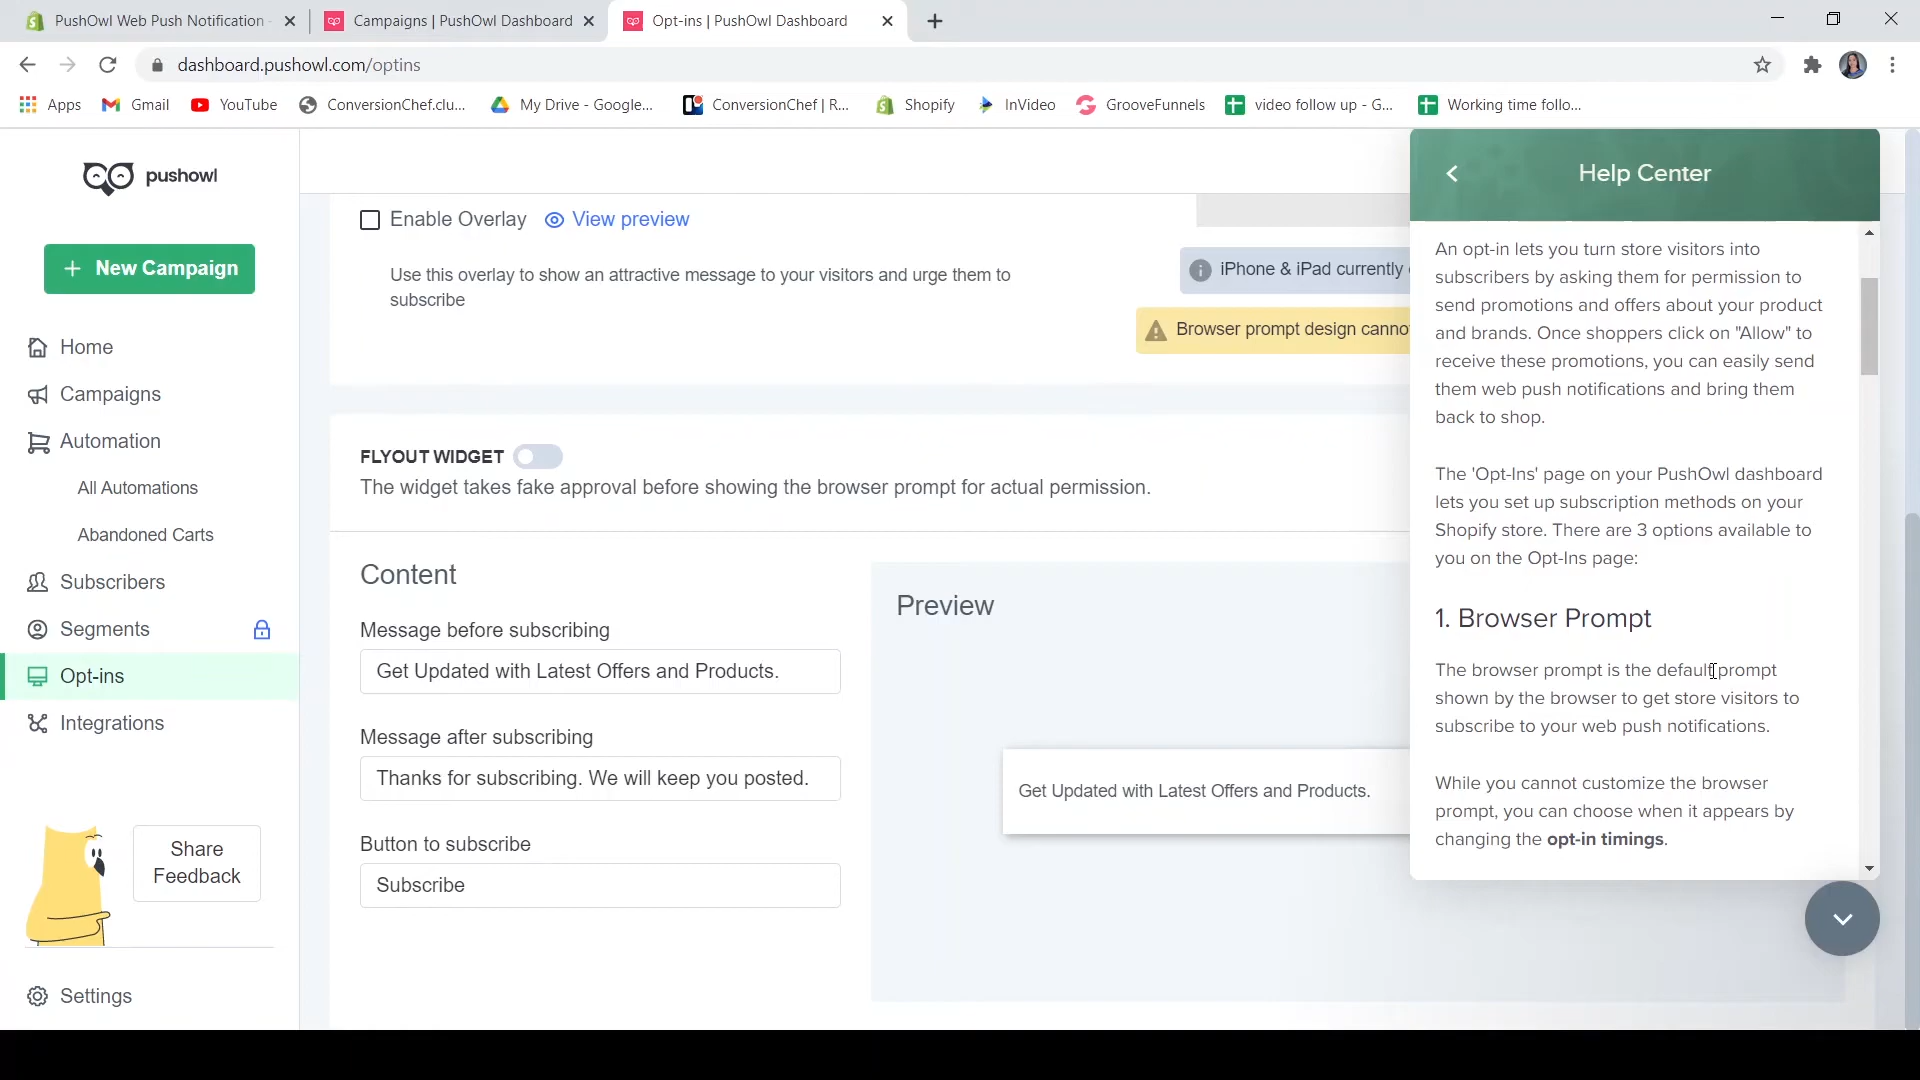 PushOwl Web Push Notification -
Campaigns | PushOwl Dashboard
Opt-ins | PushOwl Dashboard
dashboard.pushowl.com/optins
Apps
Gmail
YouTube
ConversionChef.clu...
My Drive - Google...
ConversionChef | R...
Shopify
InVideo
GrooveFunnels
video follow up - G...
Working time follo...
pushowl
+ New Campaign
Home
Campaigns
Automation
All Automations
Abandoned Carts
Subscribers
Segments
Opt-ins
Integrations
Share
Feedback
Settings
Enable Overlay
View preview
Use this overlay to show an attractive message to your visitors and urge them to
subscribe
iPhone & iPad currently
Browser prompt design canno
FLYOUT WIDGET
The widget takes fake approval before showing the browser prompt for actual permission.
Content
Message before subscribing
Get Updated with Latest Offers and Products.
Message after subscribing
Thanks for subscribing. We will keep you posted.
Button to subscribe
Subscribe
Preview
Get Updated with Latest Offers and Products.
Help Center
An opt-in lets you turn store visitors into
subscribers by asking them for permission to
send promotions and offers about your product
and brands. Once shoppers click on "Allow" to
receive these promotions, you can easily send
them web push notifications and bring them
back to shop.
The 'Opt-Ins' page on your PushOwl dashboard
lets you set up subscription methods on your
Shopify store. There are 3 options available to
you on the Opt-Ins page:
1. Browser Prompt
The browser prompt is the default prompt
shown by the browser to get store visitors to
subscribe to your web push notifications.
While you cannot customize the browser
prompt, you can choose when it appears by
changing the opt-in timings.